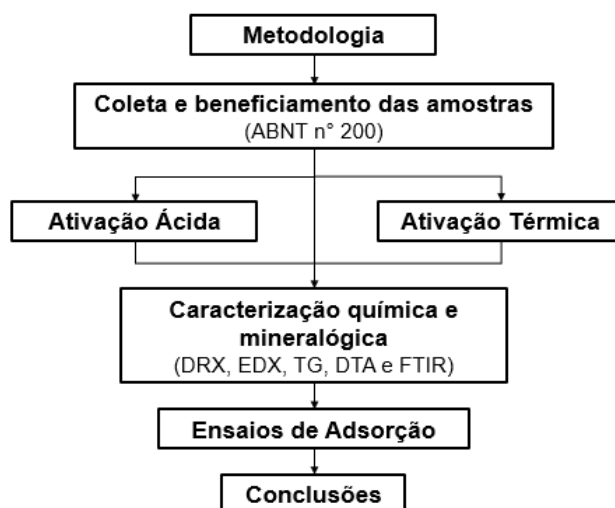 Metodologia
Coleta e beneficiamento das amostras
(ABNT n° 200)
Ativação Ácida
Ativação Térmica
Caracterização química e
mineralógica
(DRX, EDX, TG, DTA e FTIR)
Ensaios de Adsorção
Conclusões